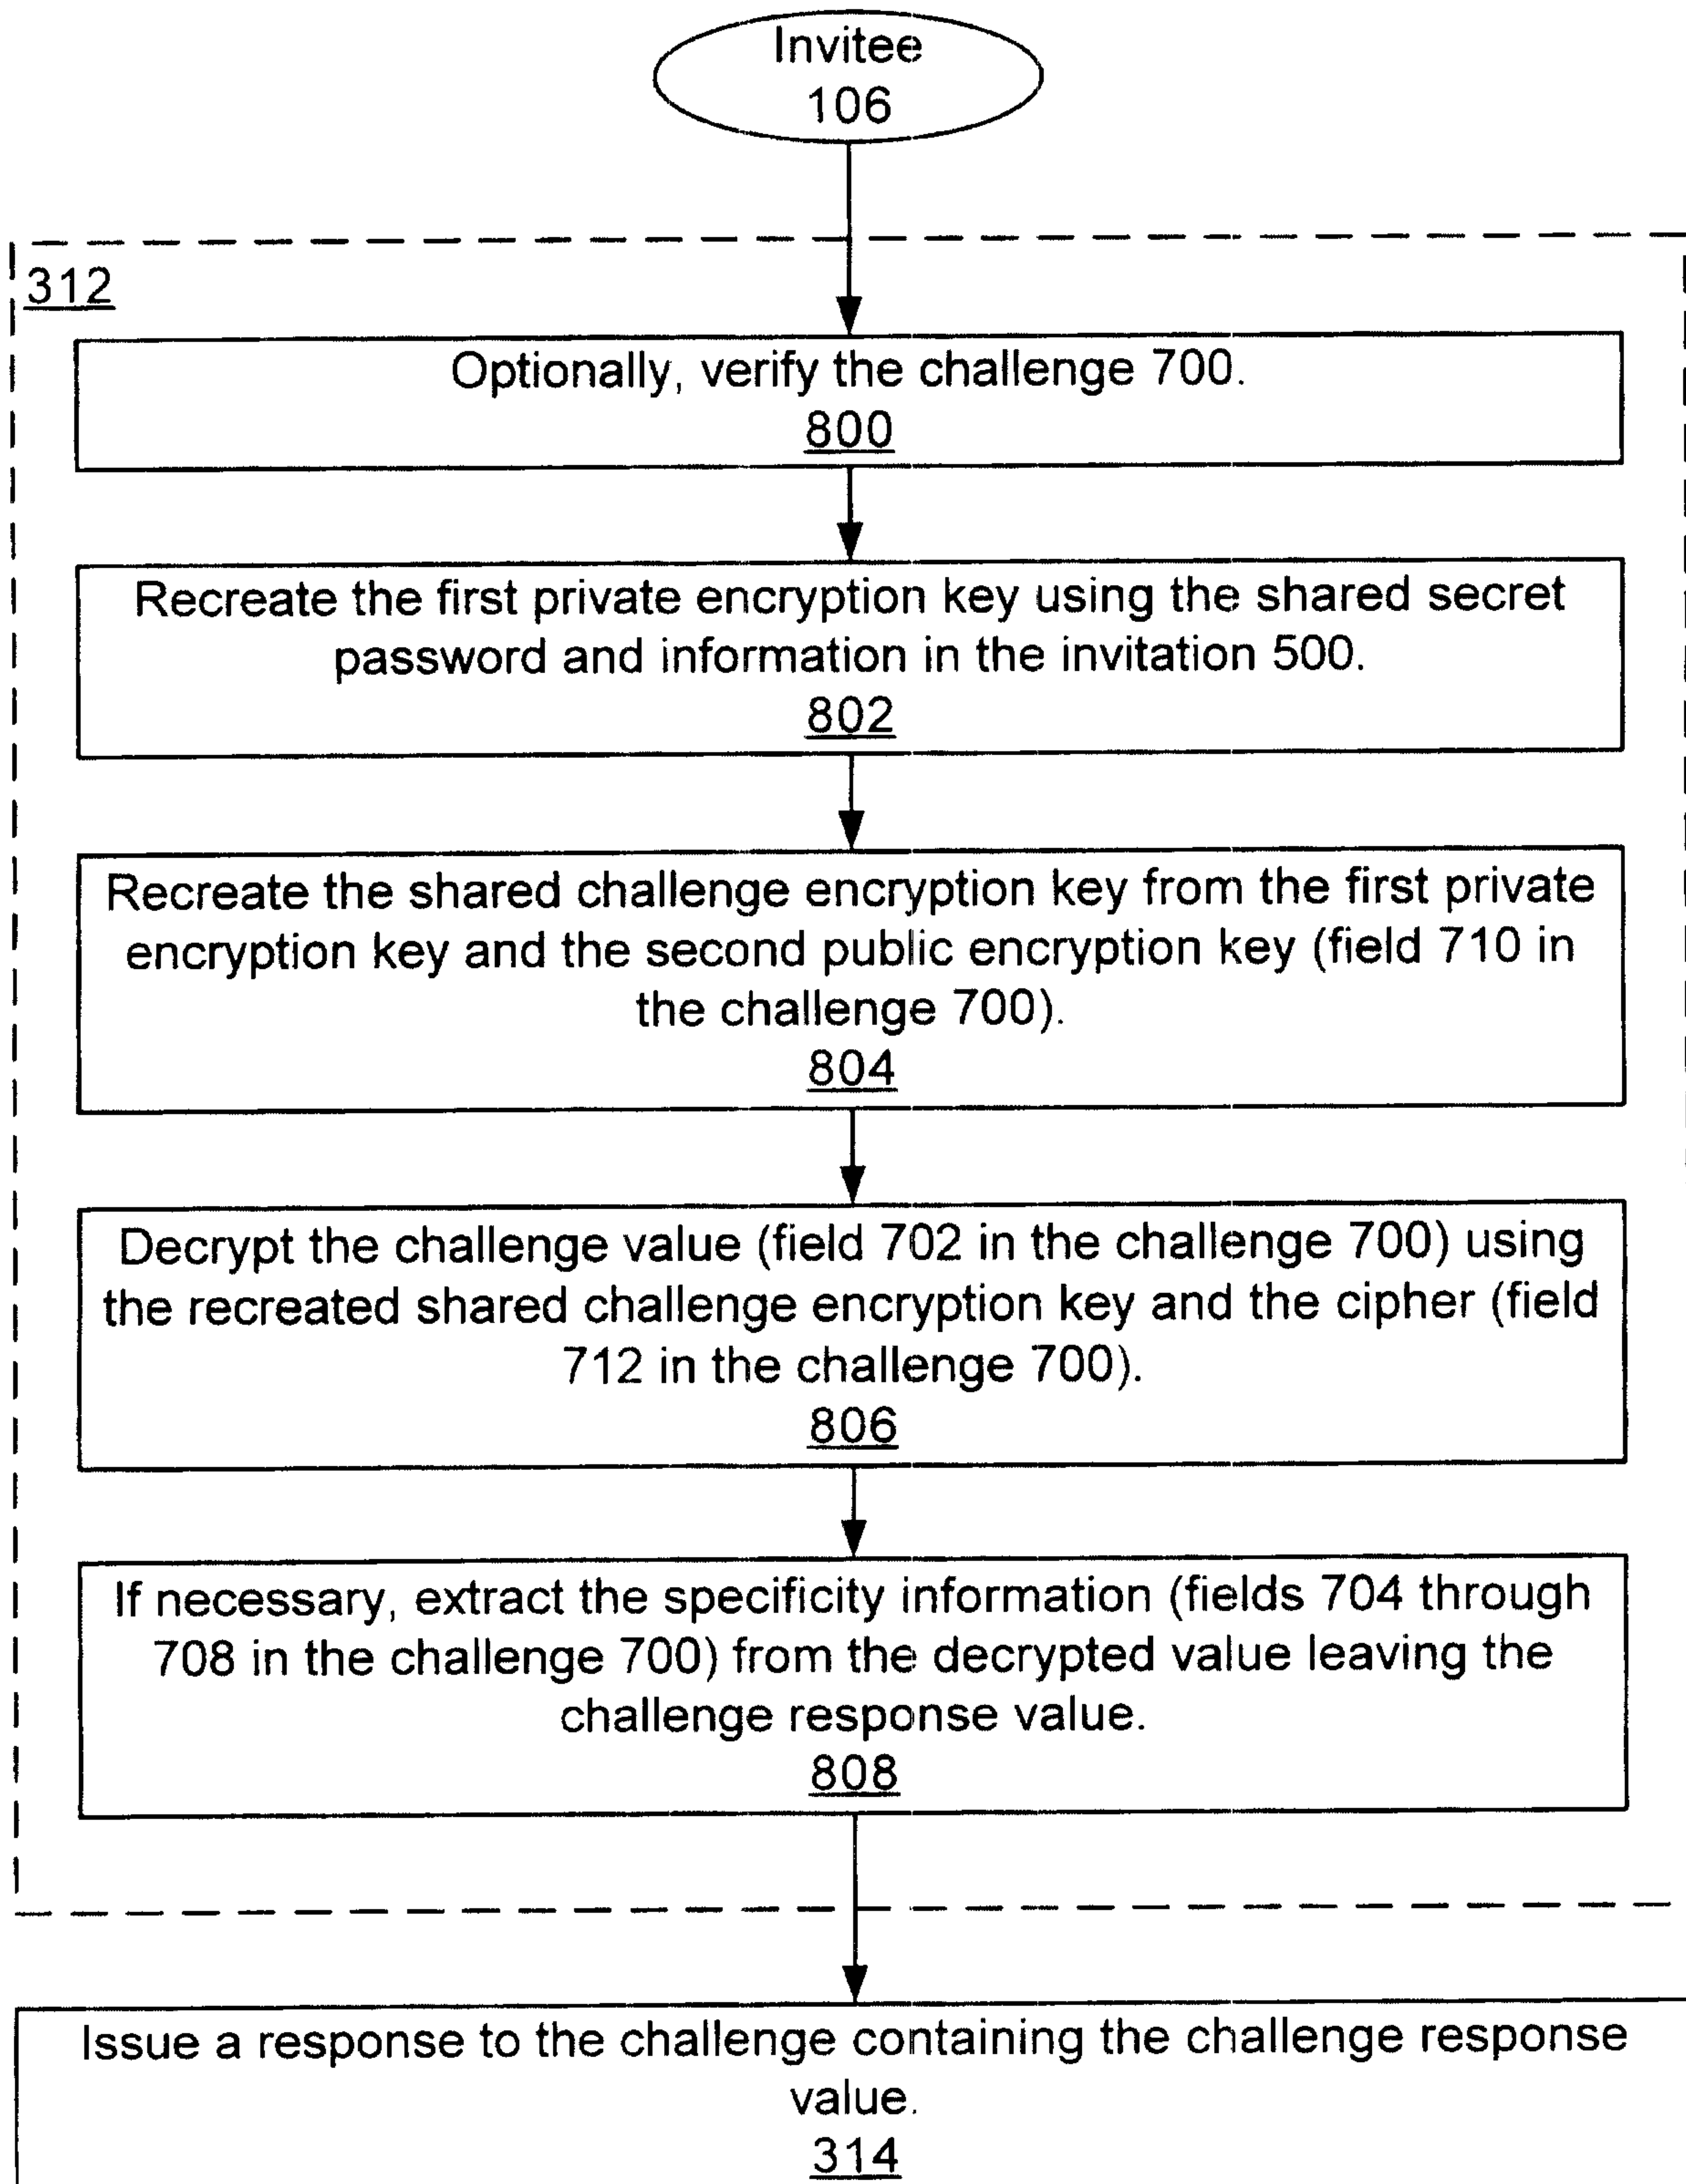 Invitee
106
312
Optionally, verify the challenge 700.
800
Recreate the first private encryption key using the shared secret
password and information in the invitation 500.
802
Recreate the shared challenge encryption key from the first private
encryption key and the second public encryption key (field 710 in
the challenge 700).
804
Decrypt the challenge value (field 702 in the challenge 700) using
the recreated shared challenge encryption key and the cipher (field
712 in the challenge 700).
806
If necessary, extract the specificity information (fields 704 through
708 in the challenge 700) from the decrypted value leaving the
challenge response value.
808
Issue a response to the challenge containing the challenge response
value.
314